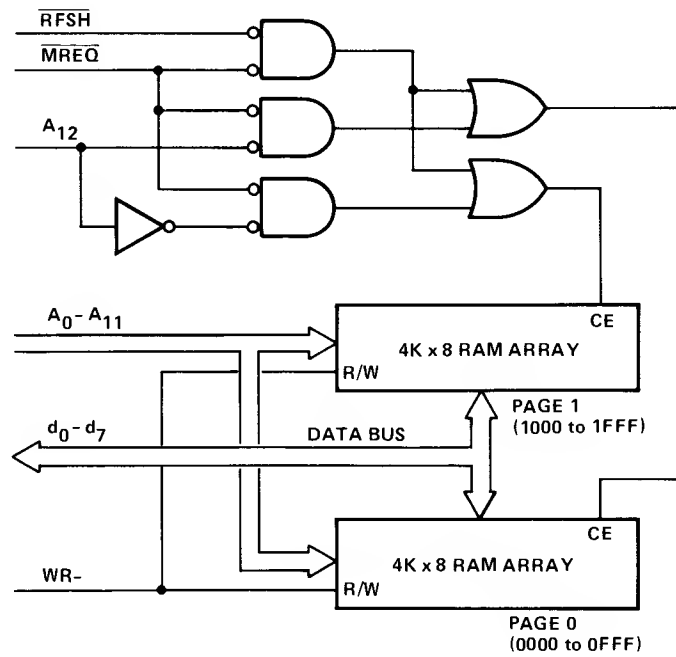 RFSH
MREQ
A12
A0-A11
CE
4K x 8 RAM ARRAY
R/W
PAGE 1
(1000 to 1FFF)
d0-d7
DATA BUS
CE
4K x 8 RAM ARRAY
WR-
R/W
PAGE 0
(0000 to 0FFF)